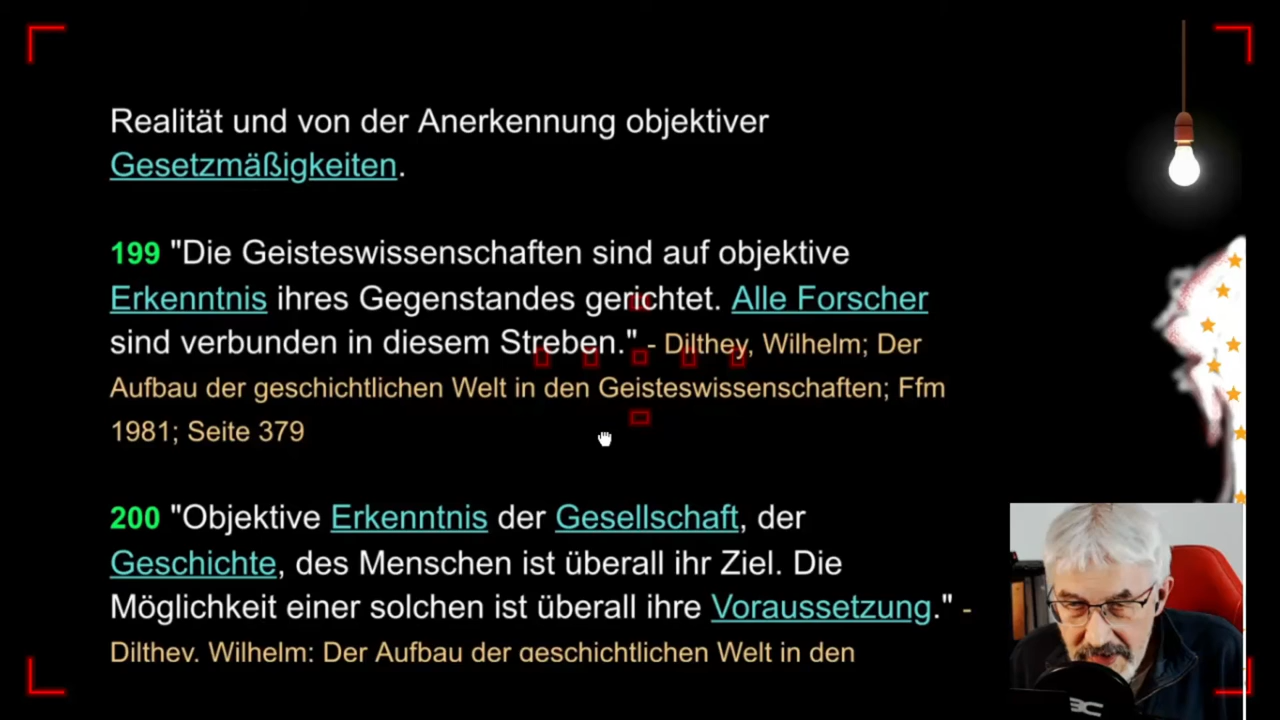 Realität und von der Anerkennung objektiver
Gesetzmäßigkeiten.
199 "Die Geisteswissenschaften sind auf objektive
Erkenntnis ihres Gegenstandes gerichtet. Alle Forscher
sind verbunden in diesem Streben." - Dilthey, Wilhelm; Der
Aufbau der geschichtlichen Welt in den Geisteswissenschaften; Ffm
1981; Seite 379
200 "Objektive Erkenntnis der Gesellschaft, der
Geschichte, des Menschen ist überall ihr Ziel. Die
Möglichkeit einer solchen ist überall ihre Voraussetzung." -
Dilthey, Wilhelm; Der Aufbau der geschichtlichen Welt in den